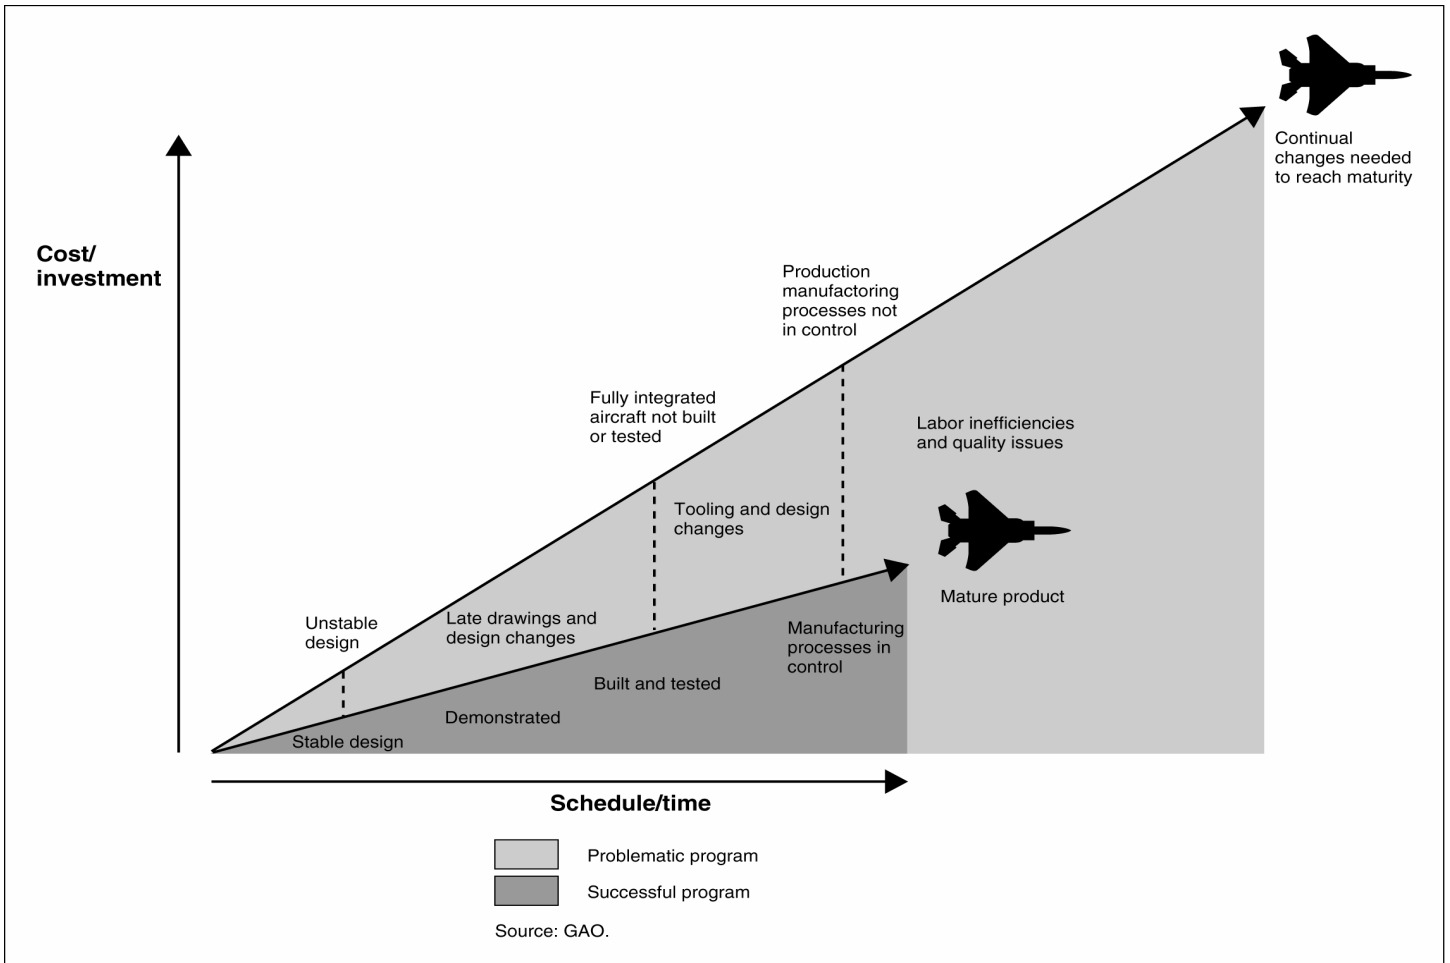 Continual
changes needed
to reach maturity
Cost/
investment
Production
manufactoring
processes not
in control
Fully integrated
aircraft not built
or tested
Labor inefficiencies
and quality issues
Tooling and design
changes
Mature product
Unstable
design
Late drawings and
design changes
Manufacturing
processes in
control
Built and tested
Demonstrated
Stable design
Schedule/time
Problematic program
Successful program
Source: GAO.